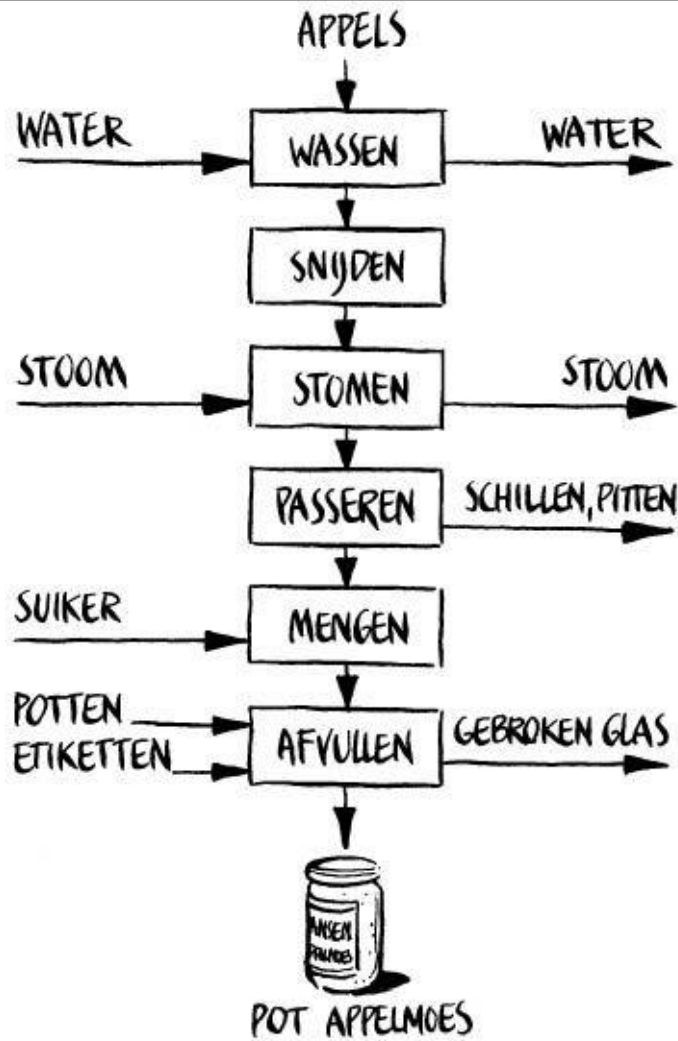 APPELS
WATER
WASSEN
WATER
SNIJDEN
STOOM
STOMEN
STOOM
PASSEREN
SCHILLEN, PITTEN
SUIKER
MENGEN
POTTEN
ETIKETTEN
AFVULLEN
GEBROKEN GLAS
POT APPELMOES